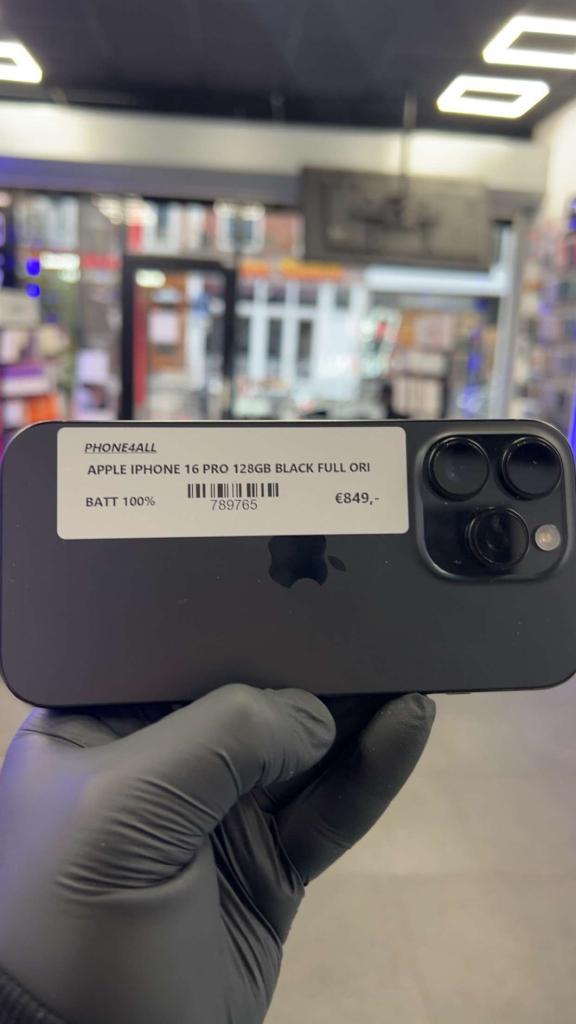 PHONE4ALL
APPLE IPHONE 16 PRO 128GB BLACK FULL ORI
BATT 100% 789765 €849,-